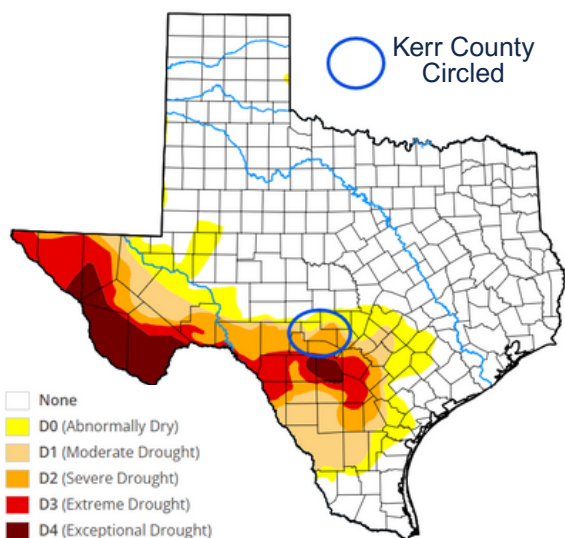 Kerr County
Circled
None
D0 (Abnormally Dry)
D1 (Moderate Drought)
D2 (Severe Drought)
D3 (Extreme Drought)
D4 (Exceptional Drought)